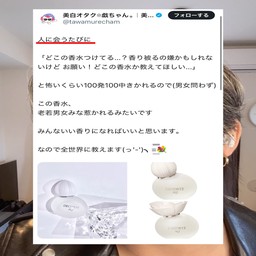 美白オタク❄戯ちゃん。｜美…
フォローする
@tawamurecham
人に会うたびに
「どこの香水つけてる…？香り被るの嫌かもしれな
いけど お願い！どこの香水か教えてほしい…」
と怖いくらい100発100中きかれるので(男女問わず)
この香水、
老若男女みな惹かれるみたいです
みんないい香りになればいいと思います。
なので全世界に教えます(っ'-')╮